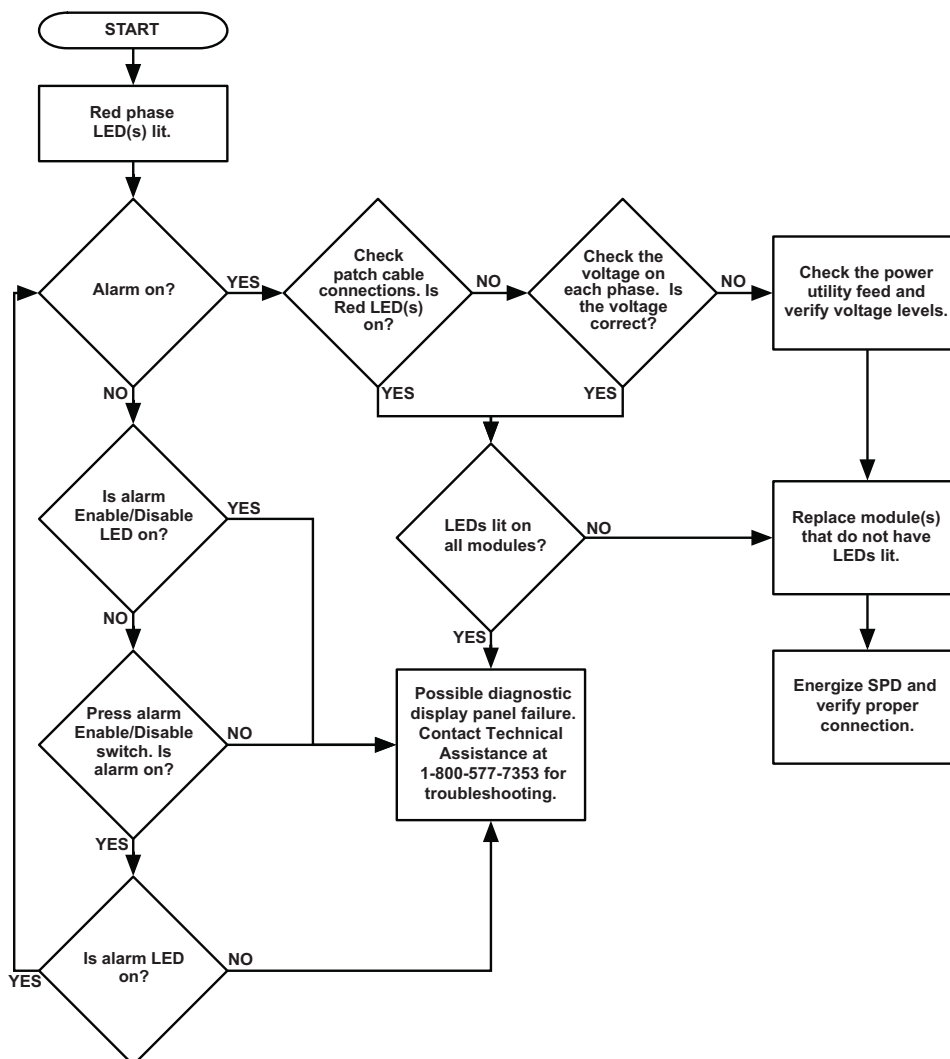 START
Red phase
LED(s) lit.
Alarm on?
YES
NO
Check
patch cable
connections. Is
Red LED(s)
on?
NO
YES
Check the
voltage on
each phase. Is
the voltage
correct?
NO
YES
Check the power
utility feed and
verify voltage levels.
Is alarm
Enable/Disable
LED on?
YES
NO
LEDs lit on
all modules?
NO
YES
Replace module(s)
that do not have
LEDs lit.
Press alarm
Enable/Disable
switch. Is
alarm on?
NO
YES
Possible diagnostic
display panel failure.
Contact Technical
Assistance at
1-800-577-7353 for
troubleshooting.
Energize SPD and
verify proper
connection.
Is alarm LED
on?
YES
NO